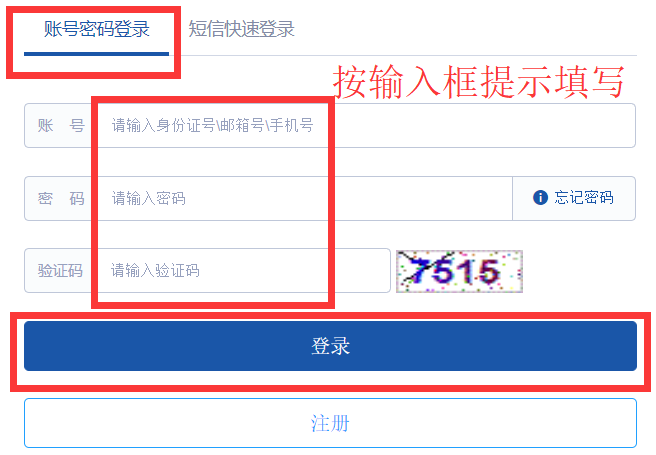 账号密码登录 短信快速登录
按输入框提示填写
账 号 请输入身份证号\邮箱号\手机号
密 码 请输入密码 忘记密码
验证码 请输入验证码 7515
登录
注册